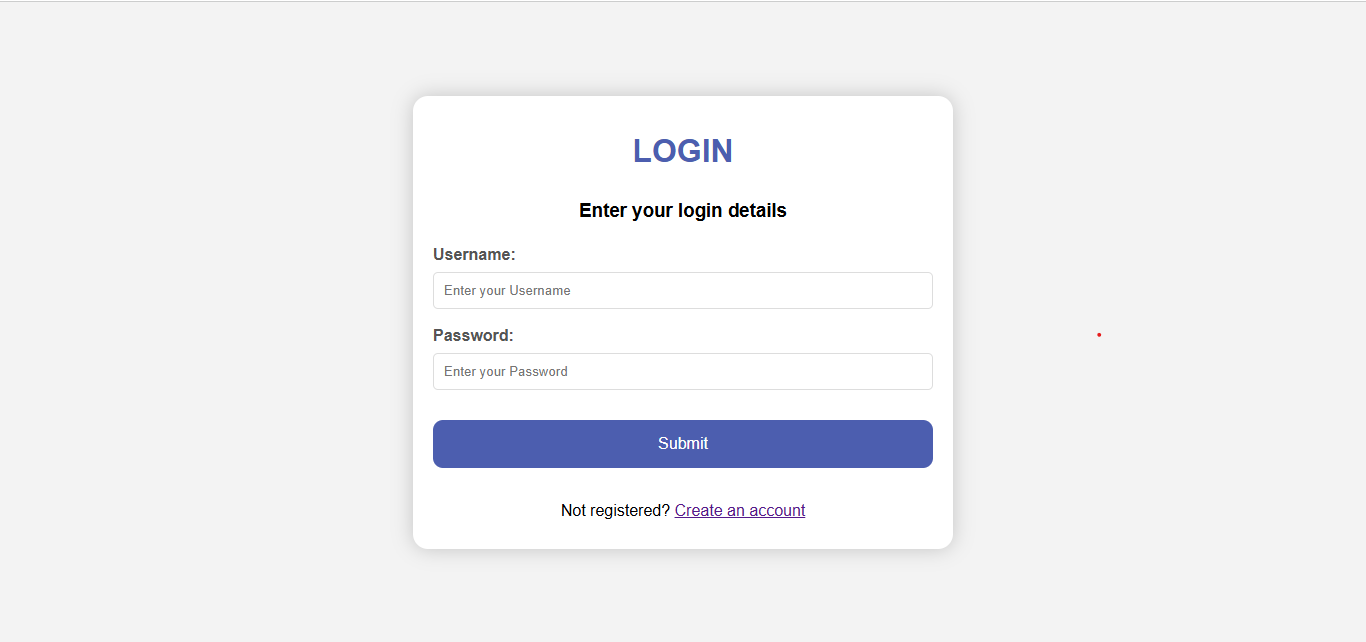 LOGIN
Enter your login details
Username:
Enter your Username
Password:
Enter your Password
Submit
Not registered? Create an account